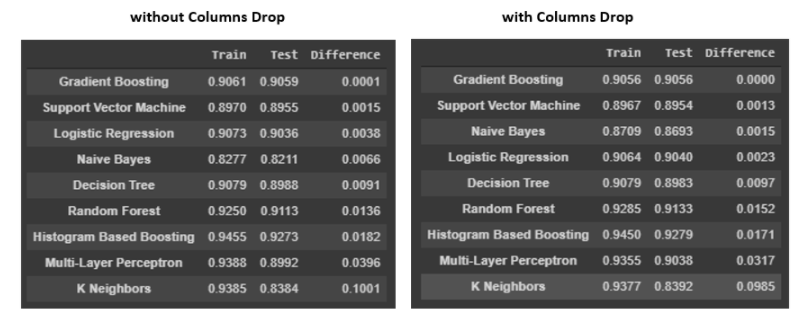 without Columns Drop
Train Test Difference
Gradient Boosting 0.9061 0.9059 0.0001
Support Vector Machine 0.8970 0.8955 0.0015
Logistic Regression 0.9073 0.9036 0.0038
Naive Bayes 0.8277 0.8211 0.0066
Decision Tree 0.9079 0.8988 0.0091
Random Forest 0.9250 0.9113 0.0136
Histogram Based Boosting 0.9455 0.9273 0.0182
Multi-Layer Perceptron 0.9388 0.8992 0.0396
K Neighbors 0.9385 0.8384 0.1001
with Columns Drop
Train Test Difference
Gradient Boosting 0.9056 0.9056 0.0000
Support Vector Machine 0.8967 0.8954 0.0013
Naive Bayes 0.8709 0.8693 0.0015
Logistic Regression 0.9064 0.9040 0.0023
Decision Tree 0.9079 0.8983 0.0097
Random Forest 0.9285 0.9133 0.0152
Histogram Based Boosting 0.9450 0.9279 0.0171
Multi-Layer Perceptron 0.9355 0.9038 0.0317
K Neighbors 0.9377 0.8392 0.0985